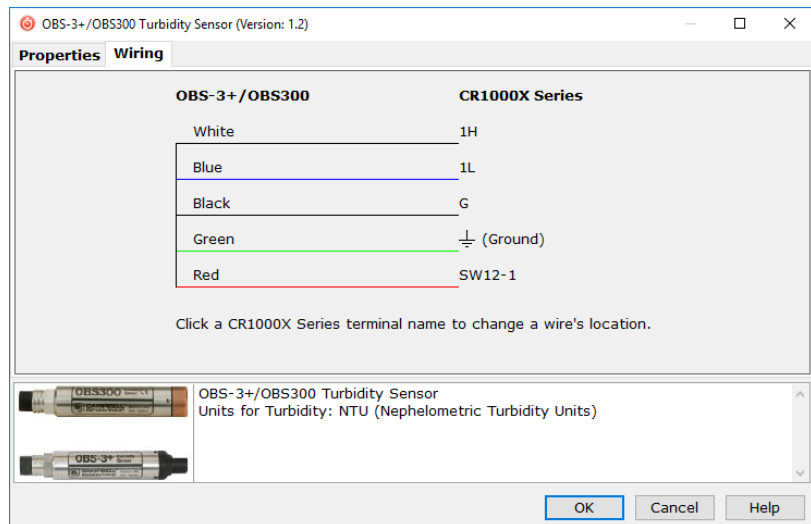 OBS-3+/OBS300 Turbidity Sensor (Version: 1.2)
Properties Wiring
OBS-3+/OBS300 CR1000X Series
White 1H
Blue 1L
Black G
Green (Ground)
Red SW12-1
Click a CR1000X Series terminal name to change a wire's location.
OBS300
OBS-3+/OBS300 Turbidity Sensor
Units for Turbidity: NTU (Nephelometric Turbidity Units)
OBS-3+
OK Cancel Help